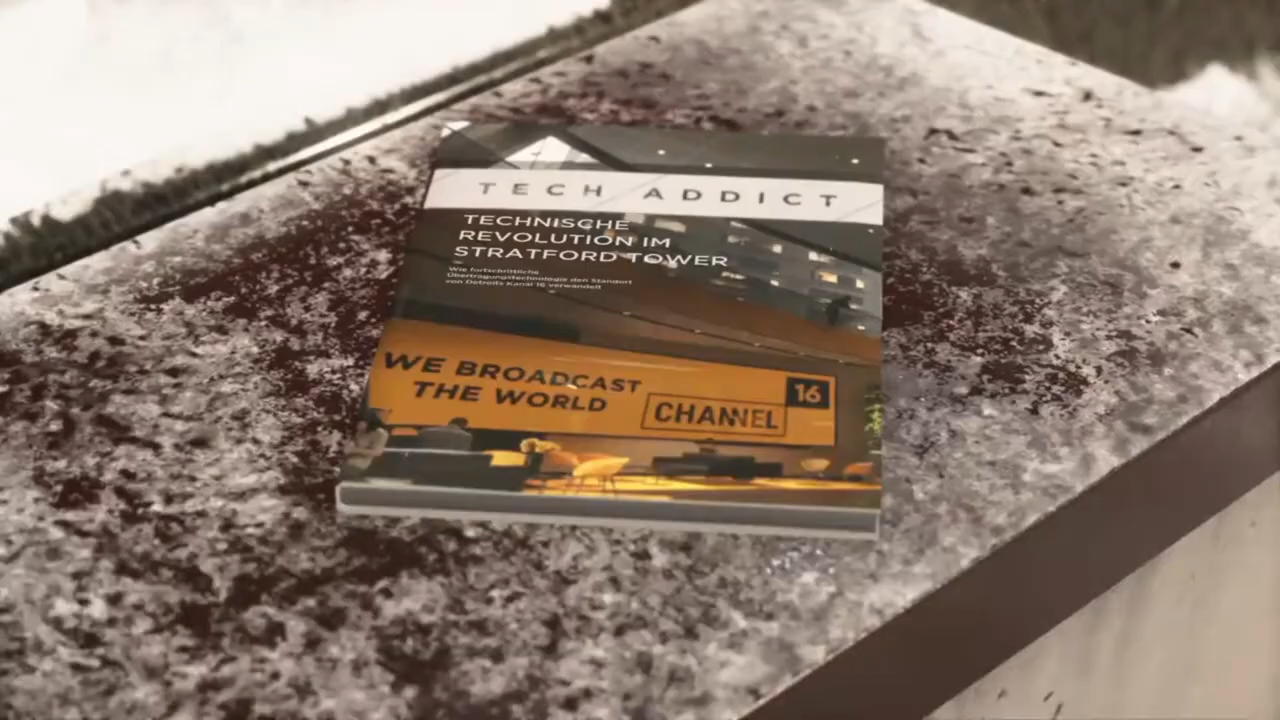 TECH ADDICT
TECHNISCHE
REVOLUTION IM
STRATFORD TOWER
Wie fortschrittliche
Übertragungstechnologie den Standort
von Detroits Kanal 16 verwandelt
WE BROADCAST
THE WORLD
CHANNEL
16